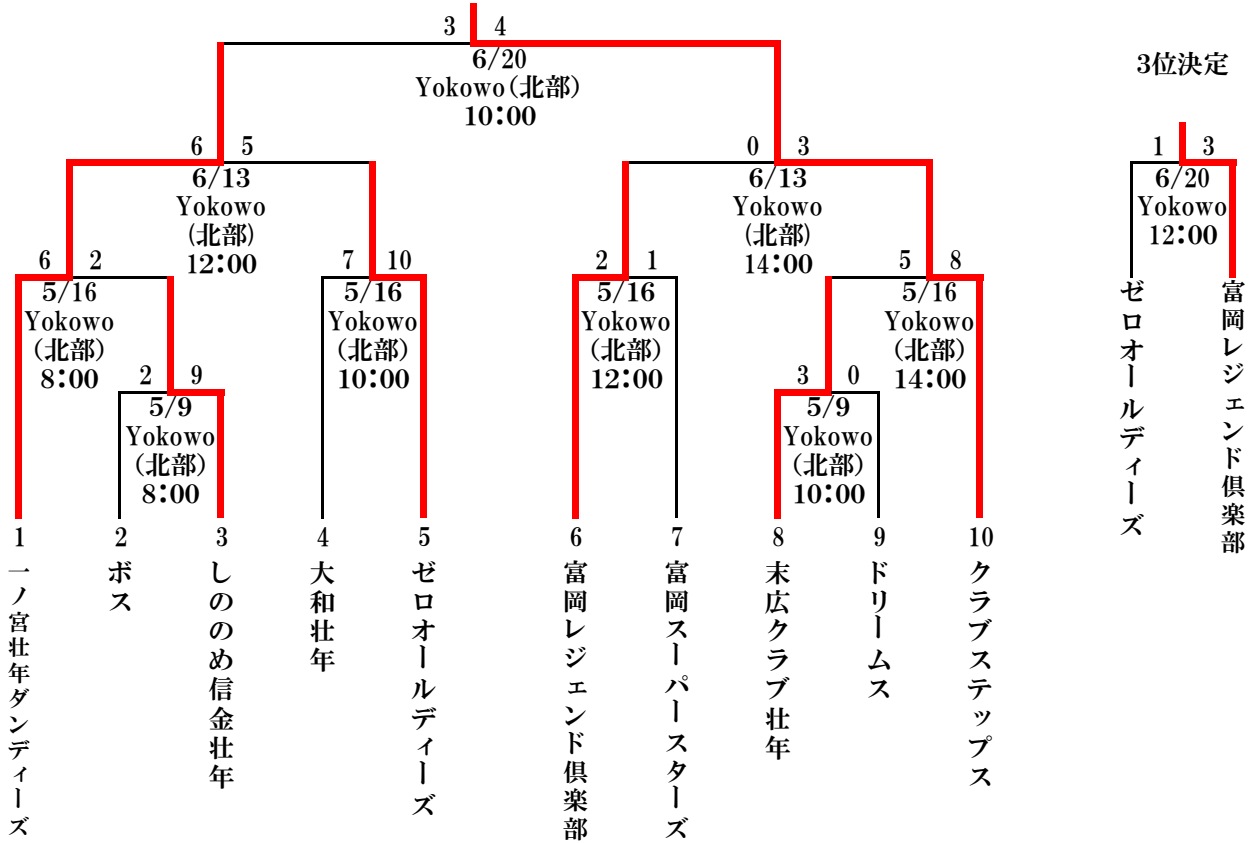 3 4
6/20
Yokowo(北部)
10:00
3位決定
1 3
6/20
Yokowo
12:00
ゼロオールディーズ
富岡レジェンド倶楽部
6 5
6/13
Yokowo
(北部)
12:00
0 3
6/13
Yokowo
(北部)
14:00
6 2
5/16
Yokowo
(北部)
8:00
7 10
5/16
Yokowo
(北部)
10:00
2 1
5/16
Yokowo
(北部)
12:00
5 8
5/16
Yokowo
(北部)
14:00
2 9
5/9
Yokowo
(北部)
8:00
3 0
5/9
Yokowo
(北部)
10:00
1
一ノ宮壮年ダンディーズ
2
ボス
3
しののめ信金壮年
4
大和壮年
5
ゼロオールディーズ
6
富岡レジェンド倶楽部
7
富岡スーパースターズ
8
末広クラブ壮年
9
ドリームス
10
クラブステップス